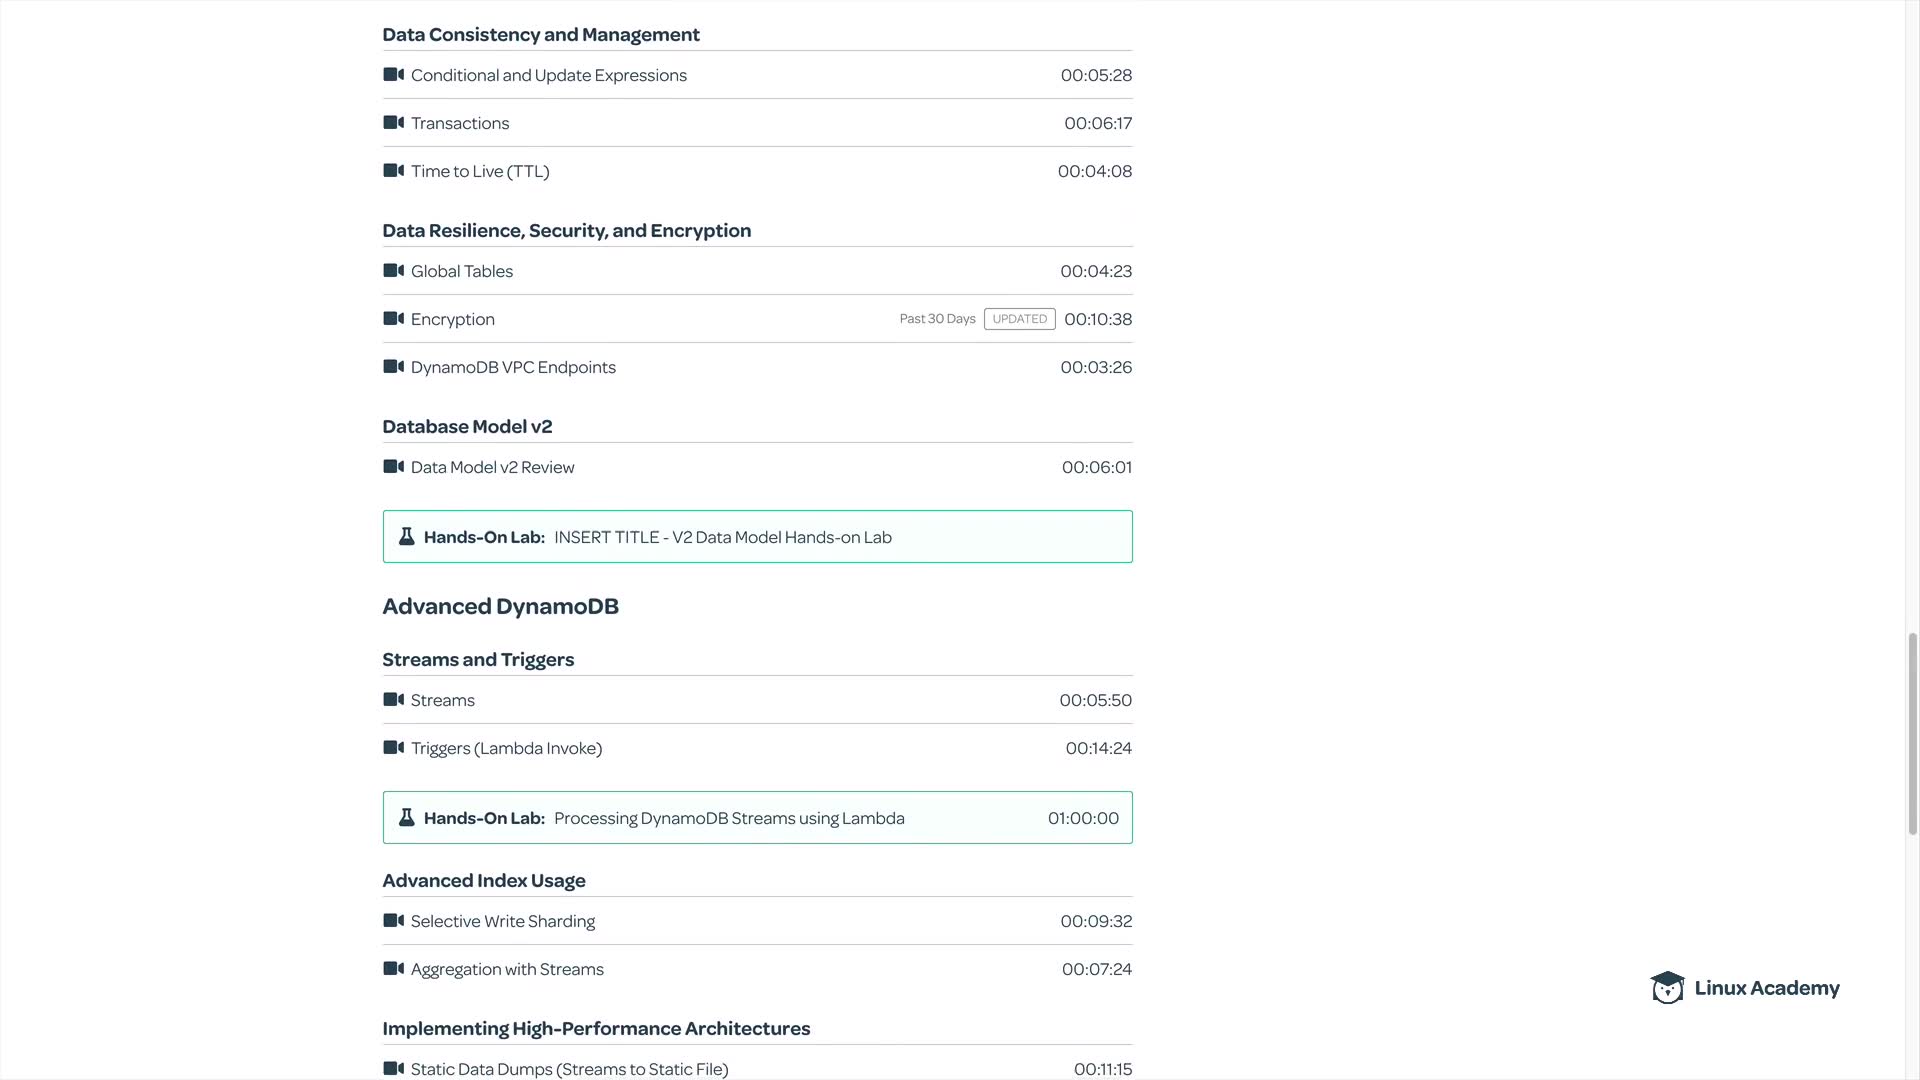 Data Consistency and Management
Conditional and Update Expressions 00:05:28
Transactions 00:06:17
Time to Live (TTL) 00:04:08
Data Resilience, Security, and Encryption
Global Tables 00:04:23
Encryption Past 30 Days UPDATED 00:10:38
DynamoDB VPC Endpoints 00:03:26
Database Model v2
Data Model v2 Review 00:06:01
Hands-On Lab: INSERT TITLE - V2 Data Model Hands-on Lab
Advanced DynamoDB
Streams and Triggers
Streams 00:05:50
Triggers (Lambda Invoke) 00:14:24
Hands-On Lab: Processing DynamoDB Streams using Lambda 01:00:00
Advanced Index Usage
Selective Write Sharding 00:09:32
Aggregation with Streams 00:07:24
Linux Academy
Implementing High-Performance Architectures
Static Data Dumps (Streams to Static File) 00:11:15